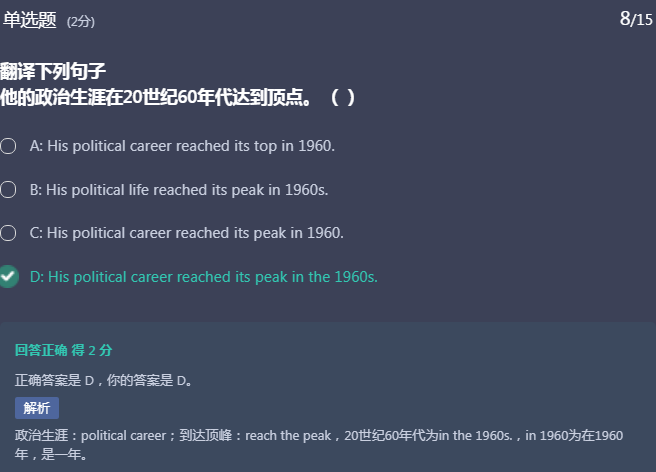 单选题 (2分) 8/15
翻译下列句子
他的政治生涯在20世纪60年代达到顶点。 ( )
A: His political career reached its top in 1960.
B: His political life reached its peak in 1960s.
C: His political career reached its peak in 1960.
D: His political career reached its peak in the 1960s.
回答正确 得 2 分
正确答案是 D，你的答案是 D。
解析
政治生涯：political career；到达顶峰：reach the peak，20世纪60年代为in the 1960s.，in 1960为在1960
年，是一年。